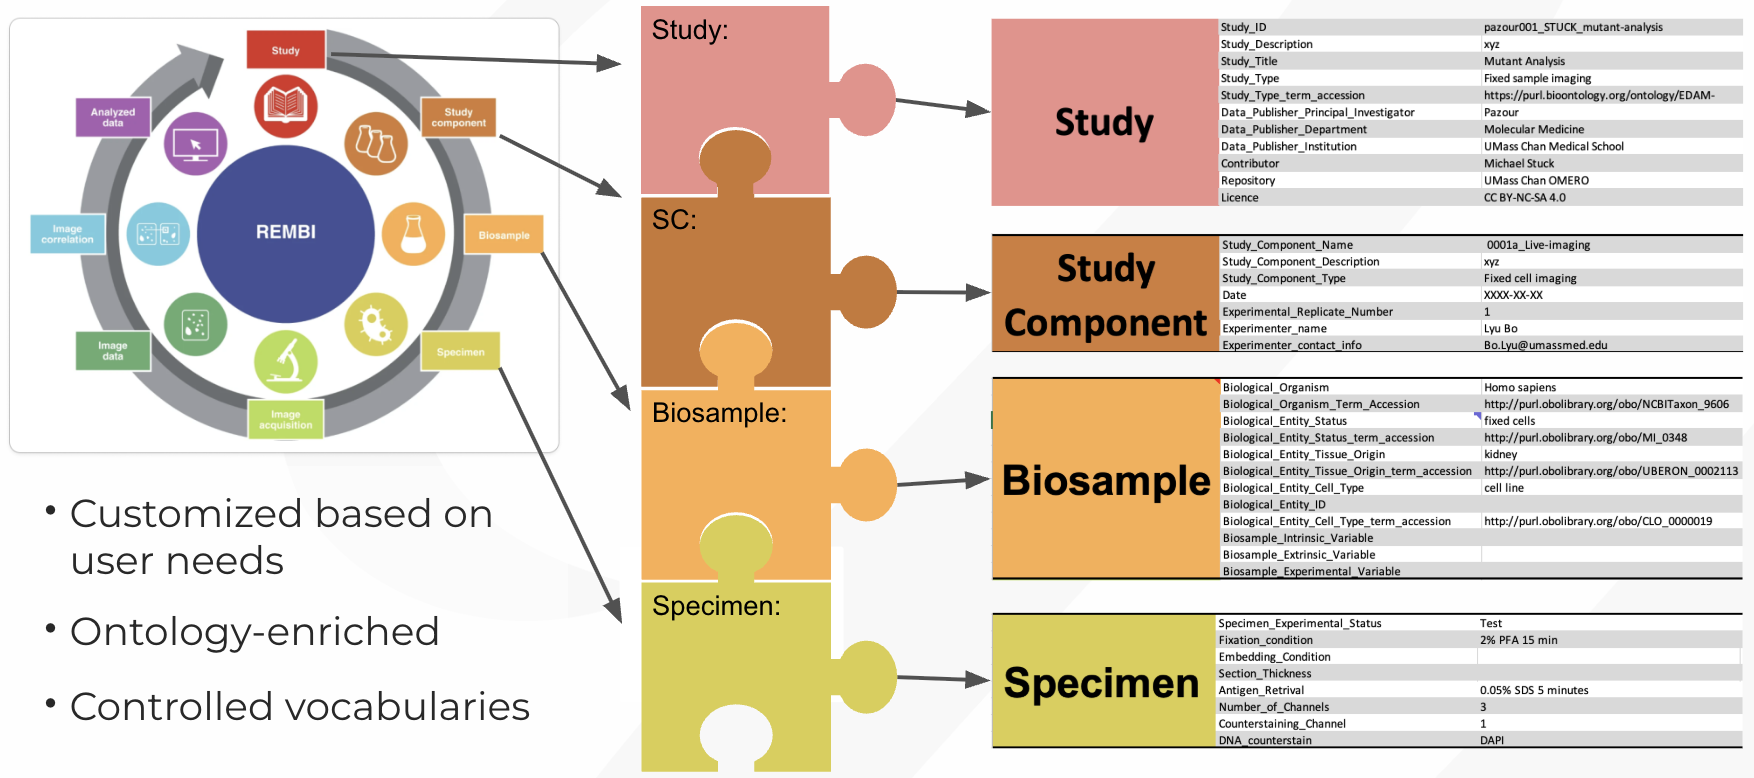 Study
Study
component
Biosample
Specimen
Image
acquisition
Image
data
Image
correlation
Analyzed
data
REMBI
• Customized based on
user needs
• Ontology-enriched
• Controlled vocabularies
Study:
SC:
Biosample:
Specimen:
Study
Study_ID pazour001_STUCK_mutant-analysis
Study_Description xyz
Study_Title Mutant Analysis
Study_Type Fixed sample imaging
Study_Type_term_accession https://purl.bioontology.org/ontology/EDAM-
Data_Publisher_Principal_Investigator Pazour
Data_Publisher_Department Molecular Medicine
Data_Publisher_Institution UMass Chan Medical School
Contributor Michael Stuck
Repository UMass Chan OMERO
Licence CC BY-NC-SA 4.0
Study
Component
Study_Component_Name 0001a_Live-imaging
Study_Component_Description xyz
Study_Component_Type Fixed cell imaging
Date XXXX-XX-XX
Experimental_Replicate_Number 1
Experimenter_name Lyu Bo
Experimenter_contact_info Bo.Lyu@umassmed.edu
Biosample
Biological_Organism Homo sapiens
Biological_Organism_Term_Accession http://purl.obolibrary.org/obo/NCBITaxon_9606
Biological_Entity_Status fixed cells
Biological_Entity_Status_term_accession http://purl.obolibrary.org/obo/MI_0348
Biological_Entity_Tissue_Origin kidney
Biological_Entity_Tissue_Origin_term_accession http://purl.obolibrary.org/obo/UBERON_0002113
Biological_Entity_Cell_Type cell line
Biological_Entity_ID
Biological_Entity_Cell_Type_term_accession http://purl.obolibrary.org/obo/CLO_0000019
Biosample_Intrinsic_Variable
Biosample_Extrinsic_Variable
Biosample_Experimental_Variable
Specimen
Specimen_Experimental_Status Test
Fixation_condition 2% PFA 15 min
Embedding_Condition
Section_Thickness
Antigen_Retrival 0.05% SDS 5 minutes
Number_of_Channels 3
Counterstaining_Channel 1
DNA_counterstain DAPI